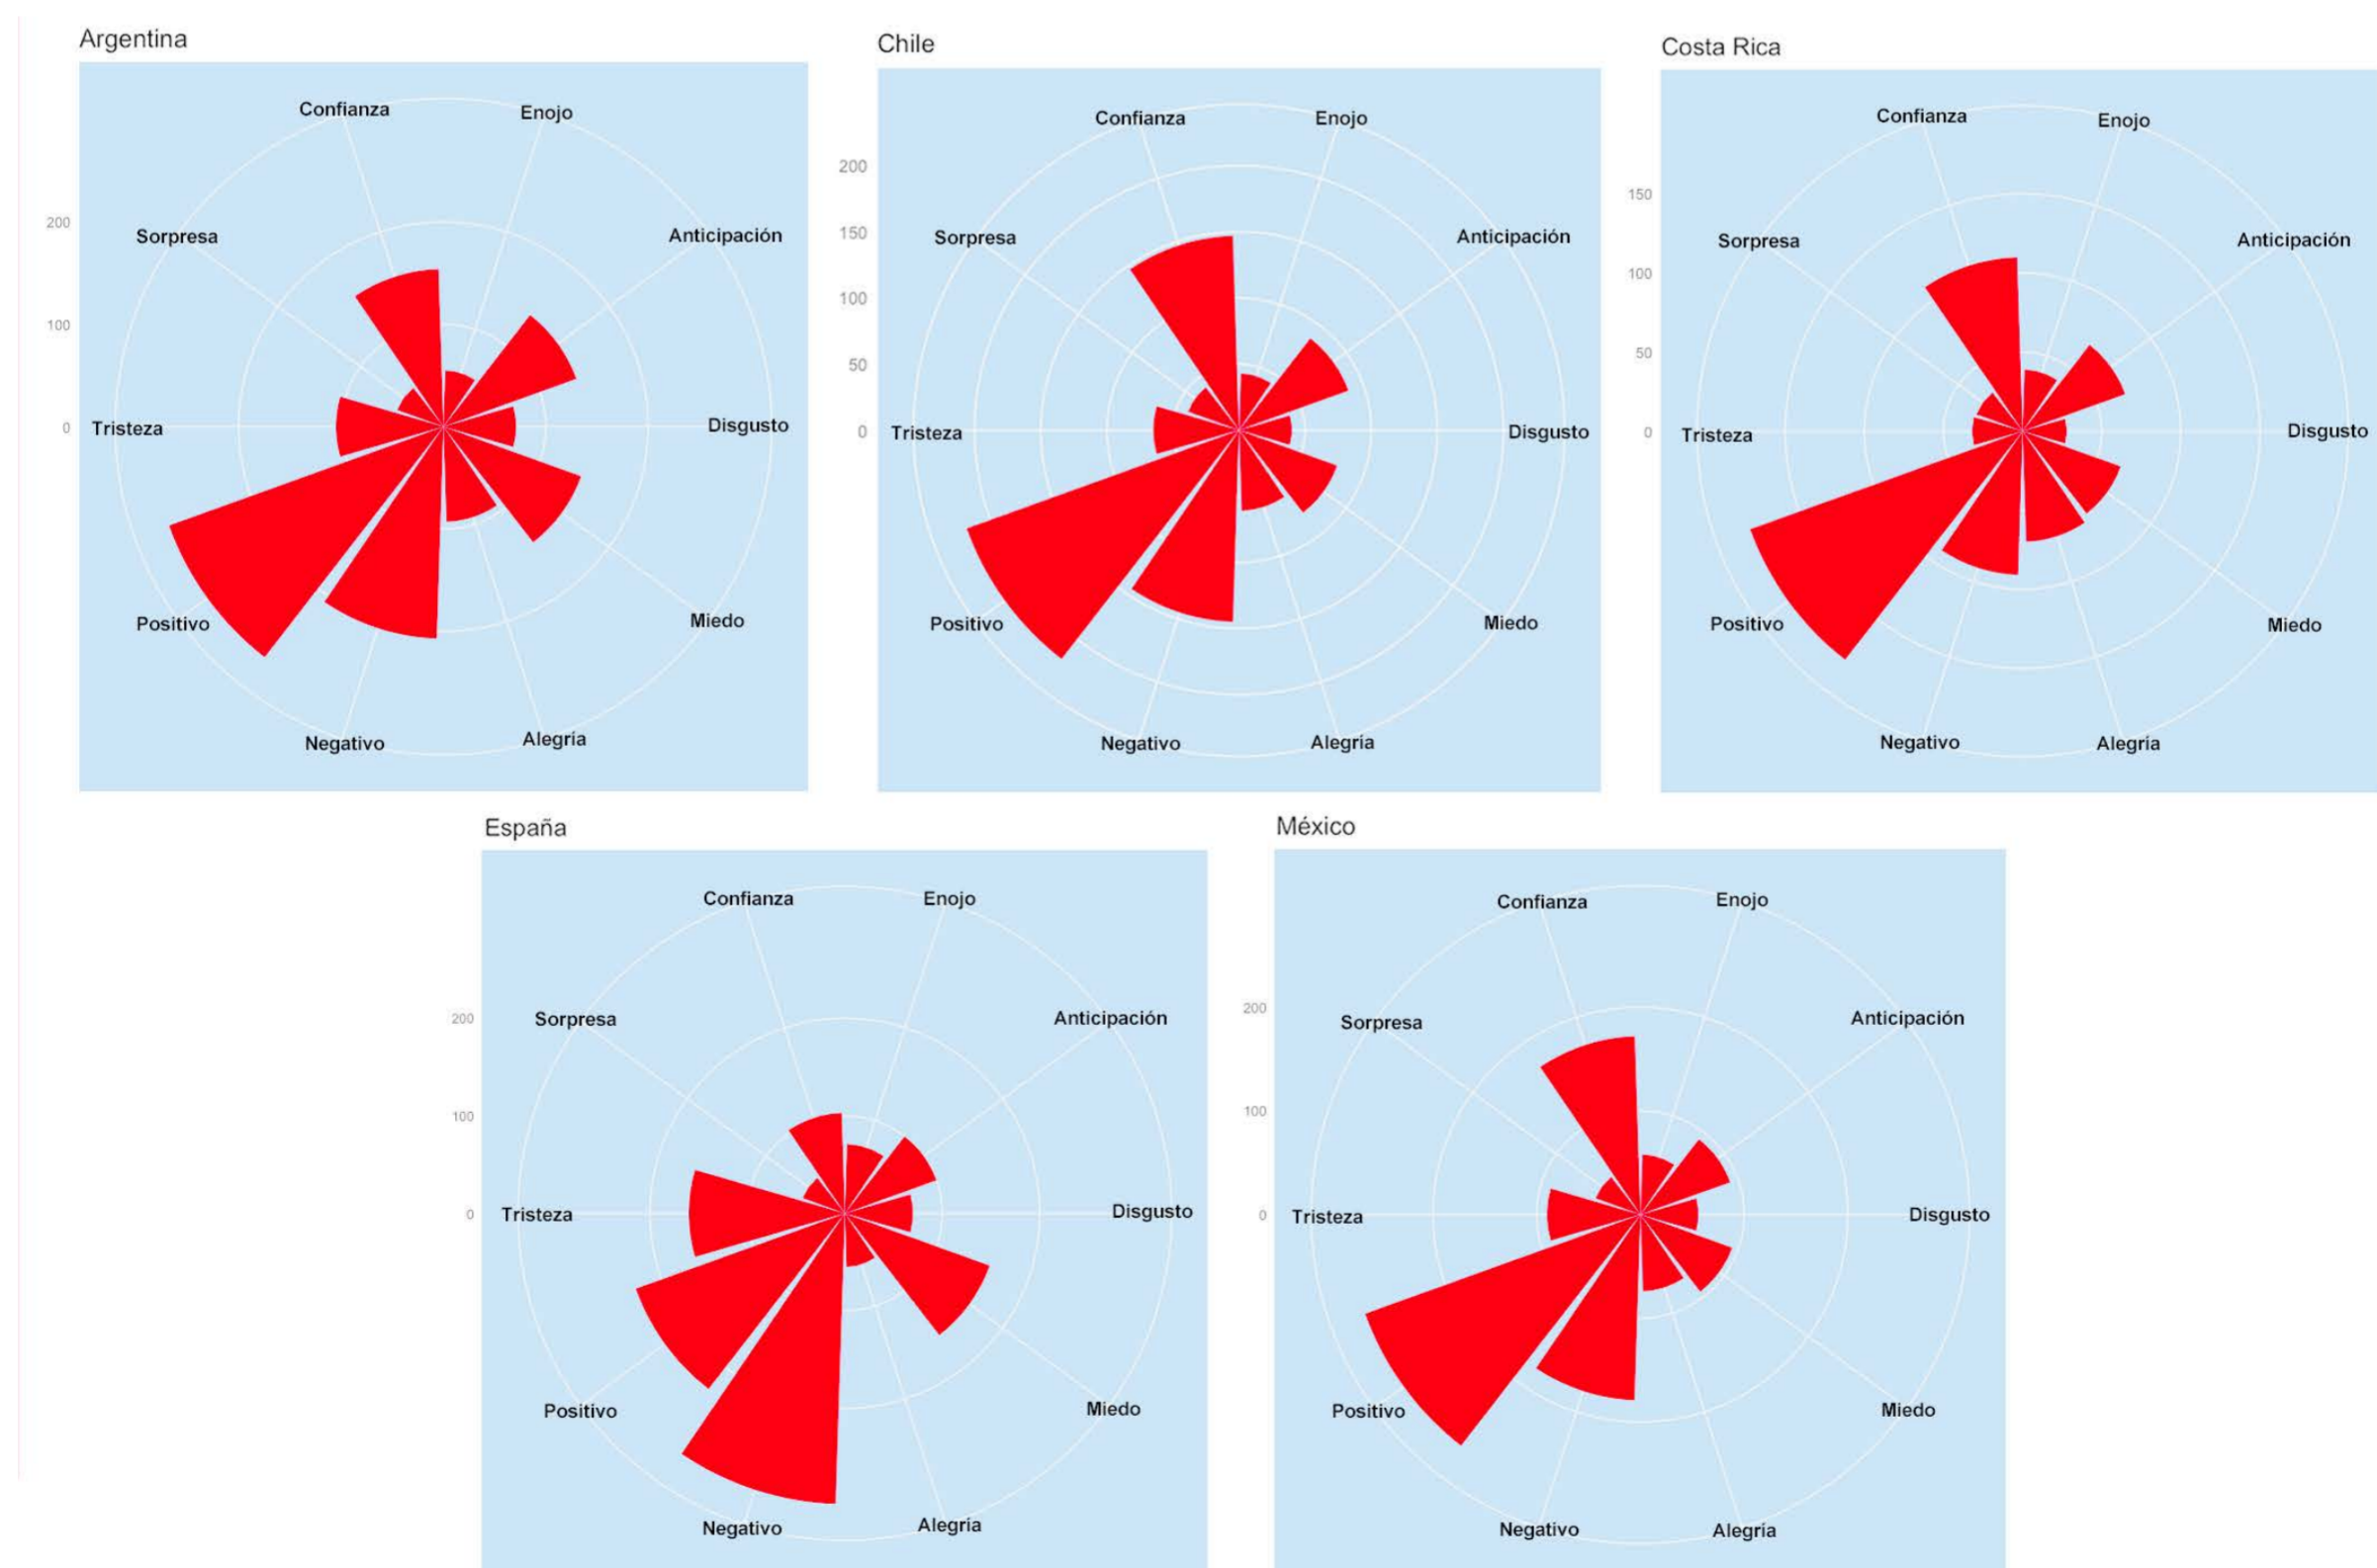 Argentina
Confianza
Enojo
200
Sorpresa
Anticipación
100
0
Tristeza
Disgusto
Positivo
Miedo
Negativo
Alegría
Chile
Confianza
Enojo
200
150
Sorpresa
Anticipación
100
50
0
Tristeza
Disgusto
Positivo
Miedo
Negativo
Alegría
Costa Rica
Confianza
Enojo
150
Sorpresa
Anticipación
100
50
0
Tristeza
Disgusto
Positivo
Miedo
Negativo
Alegría
España
Confianza
Enojo
200
Sorpresa
Anticipación
100
0
Tristeza
Disgusto
Positivo
Miedo
Negativo
Alegría
México
Confianza
Enojo
200
Sorpresa
Anticipación
100
0
Tristeza
Disgusto
Positivo
Miedo
Negativo
Alegría